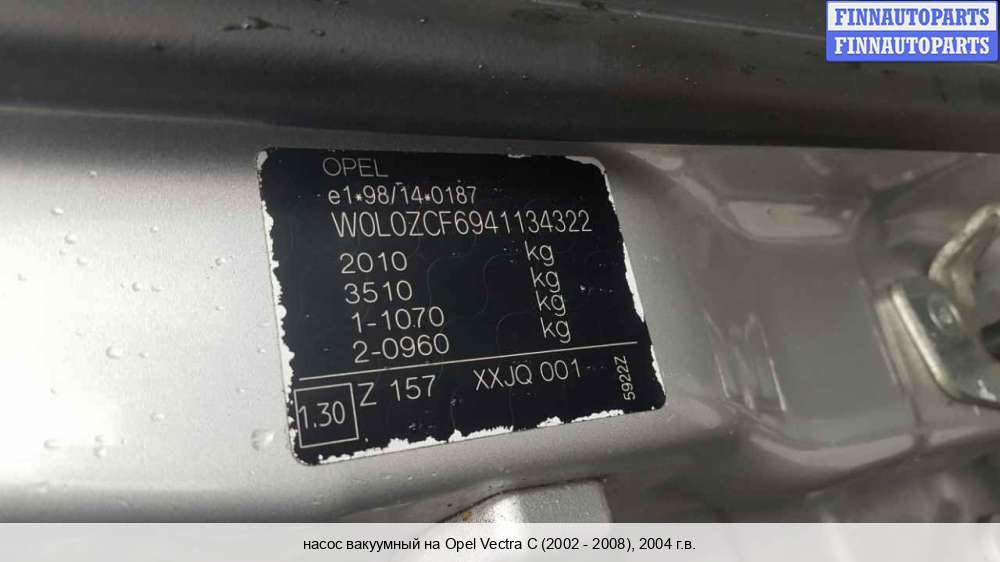 FINNAUTOPARTS
FINNAUTOPARTS
OPEL
e1*98/14*0187
W0L0ZCF6941134322
2010 kg
3510 kg
1-1070 kg
2-0960 kg
1.30 Z 157 XXJQ 001 5922Z
насос вакуумный на Opel Vectra C (2002 - 2008), 2004 г.в.